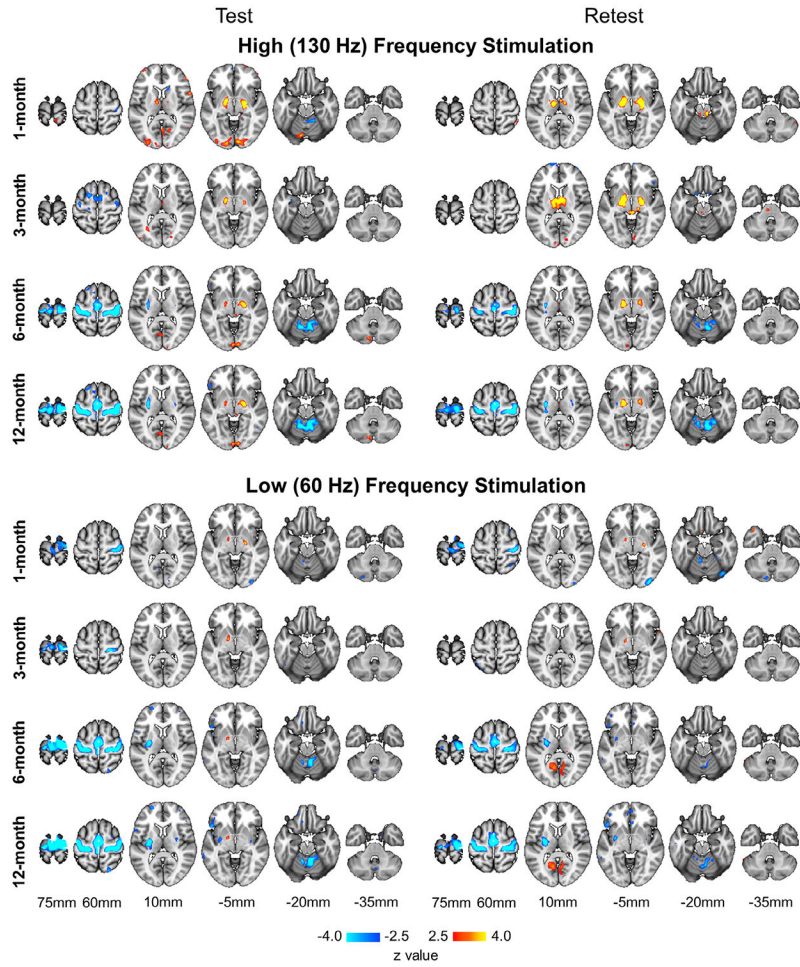 Test Retest
High (130 Hz) Frequency Stimulation
1-month
3-month
6-month
12-month
Low (60 Hz) Frequency Stimulation
1-month
3-month
6-month
12-month
75mm 60mm 10mm -5mm -20mm -35mm 75mm 60mm 10mm -5mm -20mm -35mm
-4.0 -2.5 2.5 4.0
z value